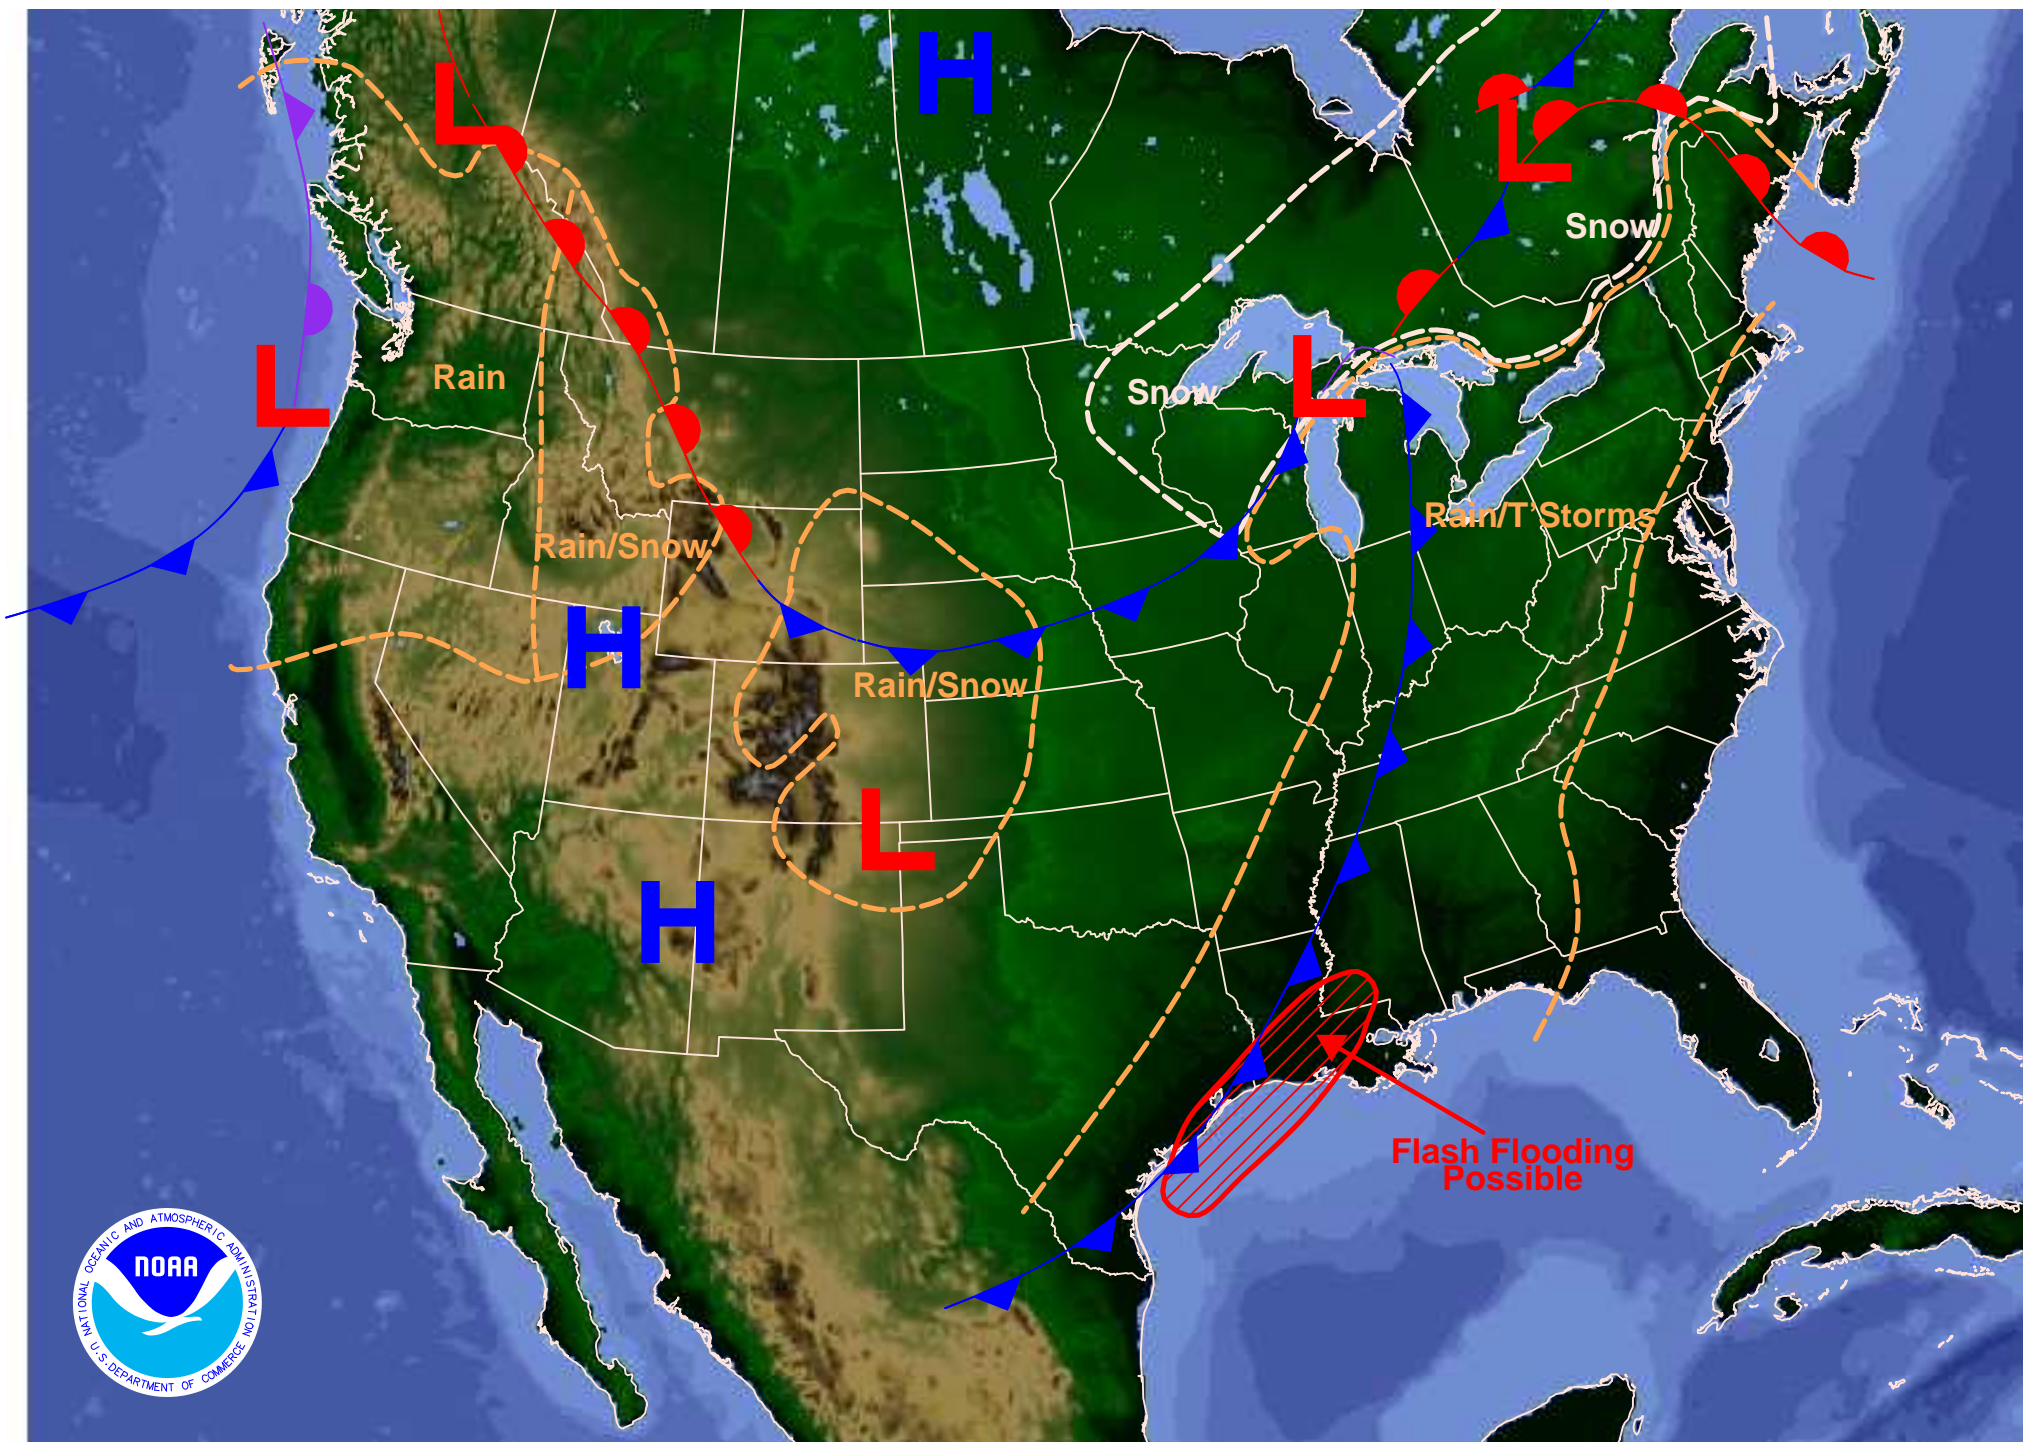 H
L
L
Snow
L
Rain
L
Snow
Rain/T'Storms
Rain/Snow
H
Rain/Snow
L
H
Flash Flooding
Possible
NATIONAL OCEANIC AND ATMOSPHERIC ADMINISTRATION
NOAA
U.S. DEPARTMENT OF COMMERCE